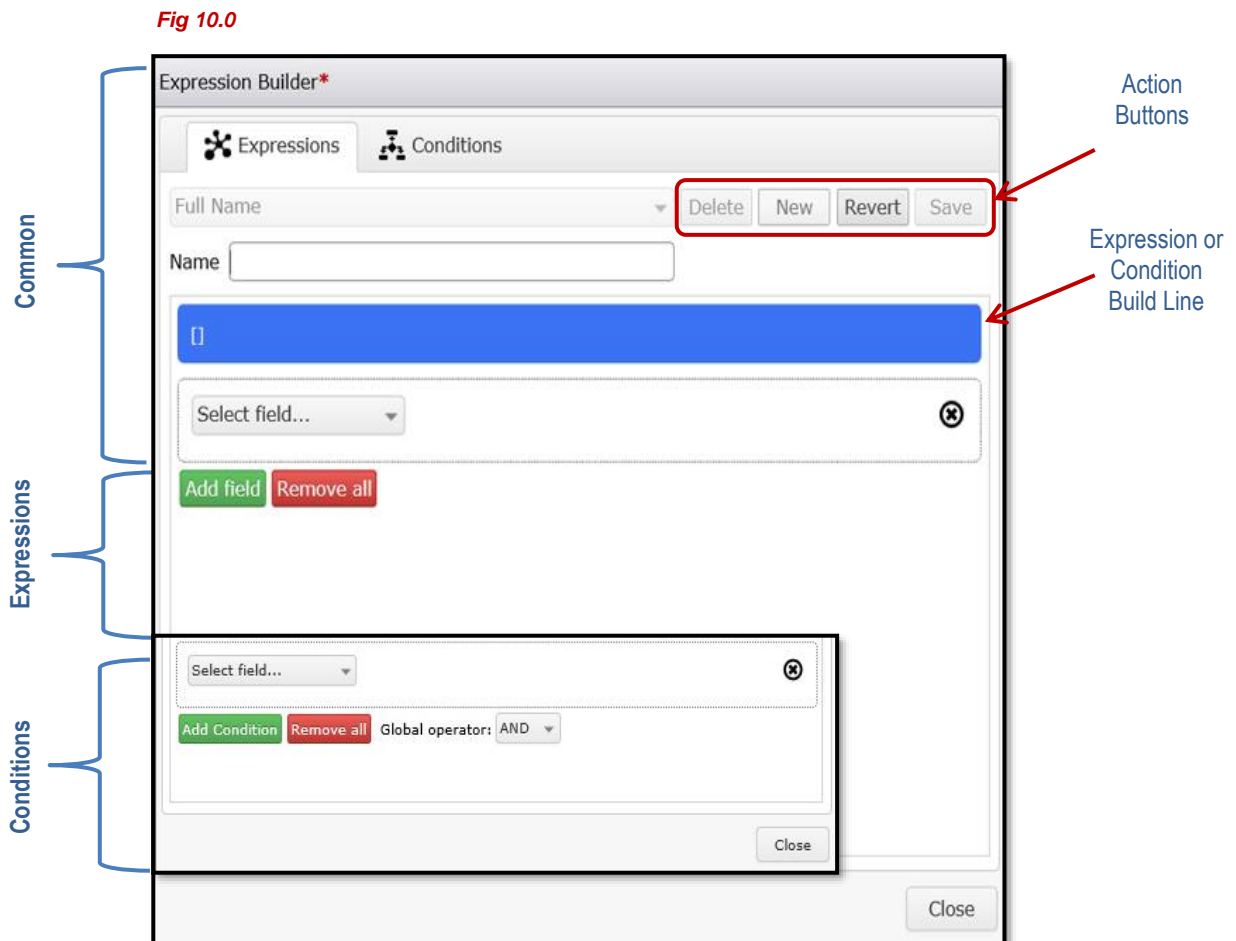 Fig 10.0
Expression Builder*
Action
Buttons
Expressions
Conditions
Full Name
Delete
New
Revert
Save
Common
Name
Expression or
Condition
Build Line
[]
Select field...
Add field
Remove all
Expressions
Select field...
Add Condition
Remove all
Global operator:
AND
Conditions
Close
Close